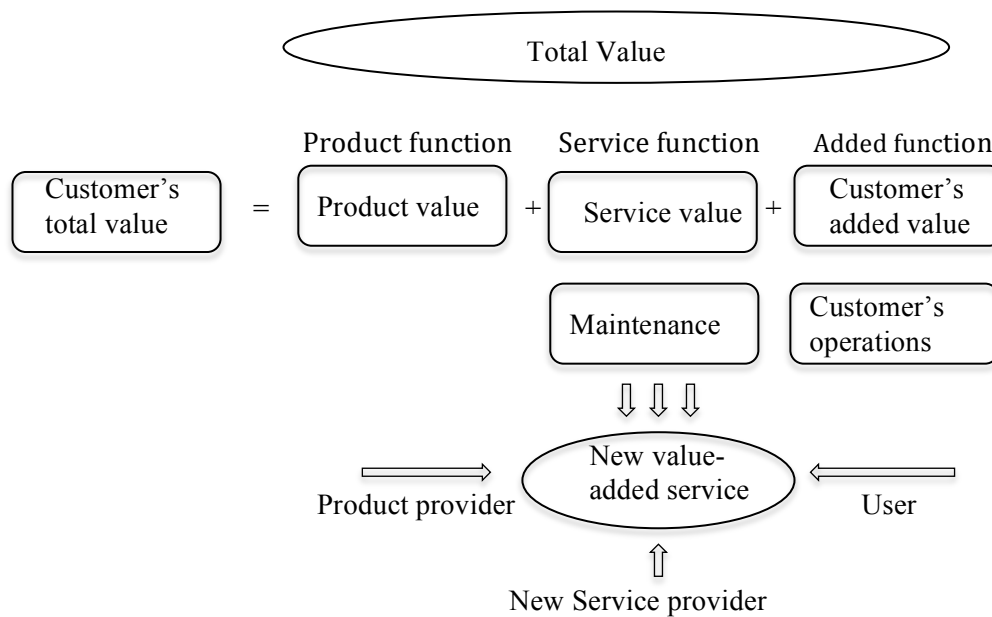 Total Value
Product function Service function Added function
Customer’s
total value
=
Product value
+
Service value
+
Customer’s
added value
Maintenance
Customer’s
operations
New value-
added service
Product provider
User
New Service provider